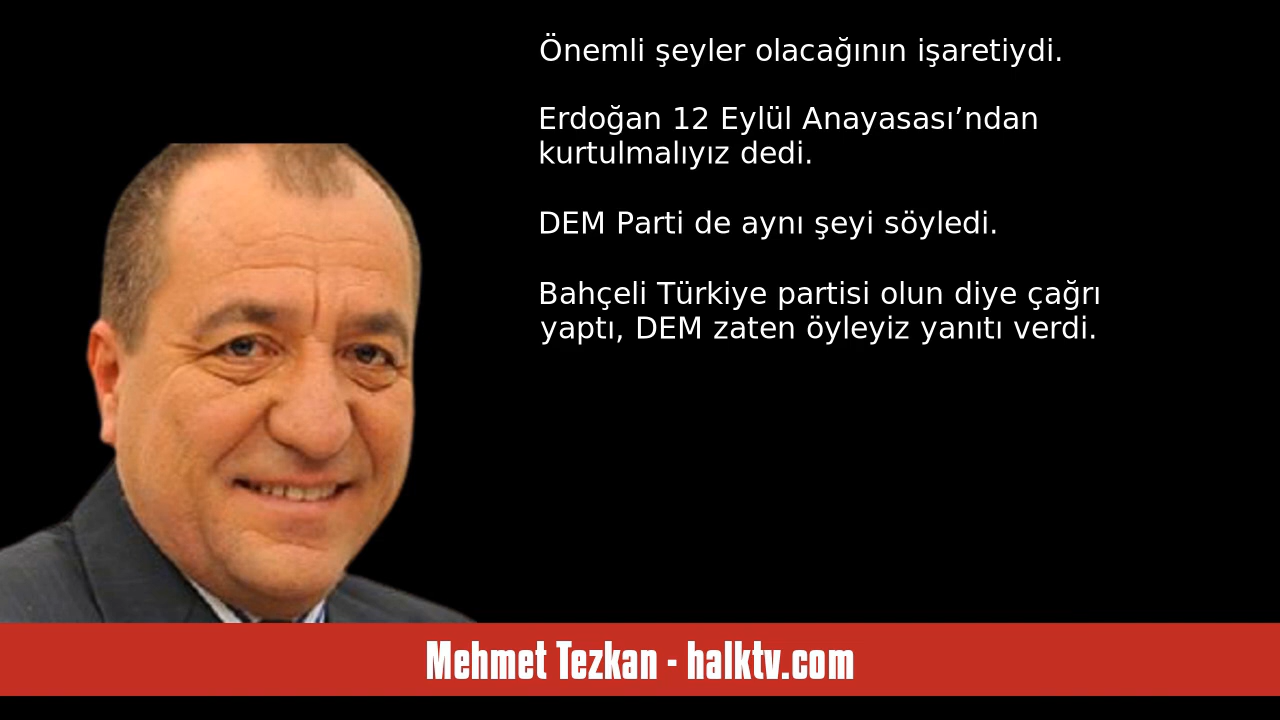 Önemli şeyler olacağının işaretiydi.
Erdoğan 12 Eylül Anayasası’ndan
kurtulmalıyız dedi.
DEM Parti de aynı şeyi söyledi.
Bahçeli Türkiye partisi olun diye çağrı
yaptı, DEM zaten öyleyiz yanıtı verdi.
Mehmet Tezkan - halktv.com